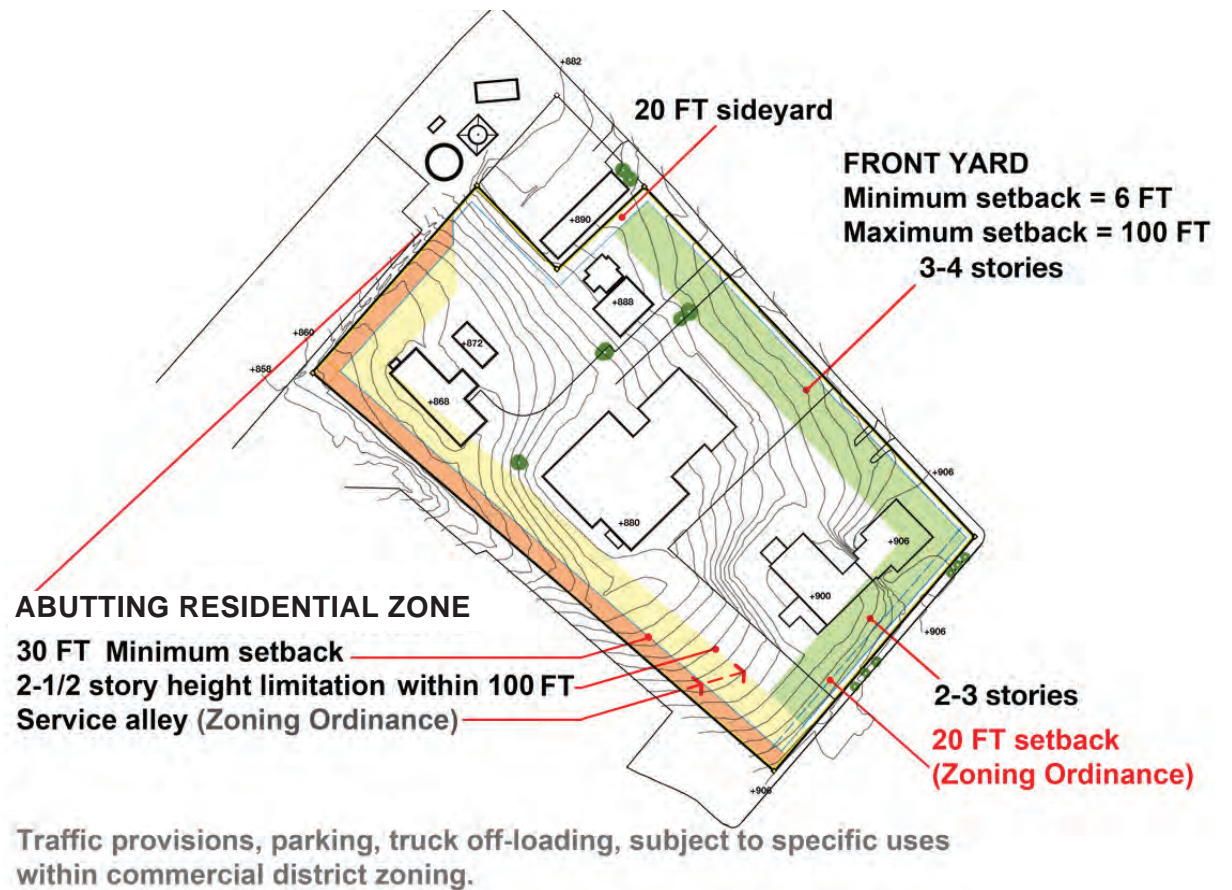 +882
20 FT sideyard
FRONT YARD
Minimum setback = 6 FT
Maximum setback = 100 FT
3-4 stories
+890
+888
+860
+872
+858
+868
+906
+880
+906
+900
+906
ABUTTING RESIDENTIAL ZONE
30 FT Minimum setback
2-1/2 story height limitation within 100 FT
Service alley (Zoning Ordinance)
2-3 stories
20 FT setback
(Zoning Ordinance)
+906
Traffic provisions, parking, truck off-loading, subject to specific uses
within commercial district zoning.